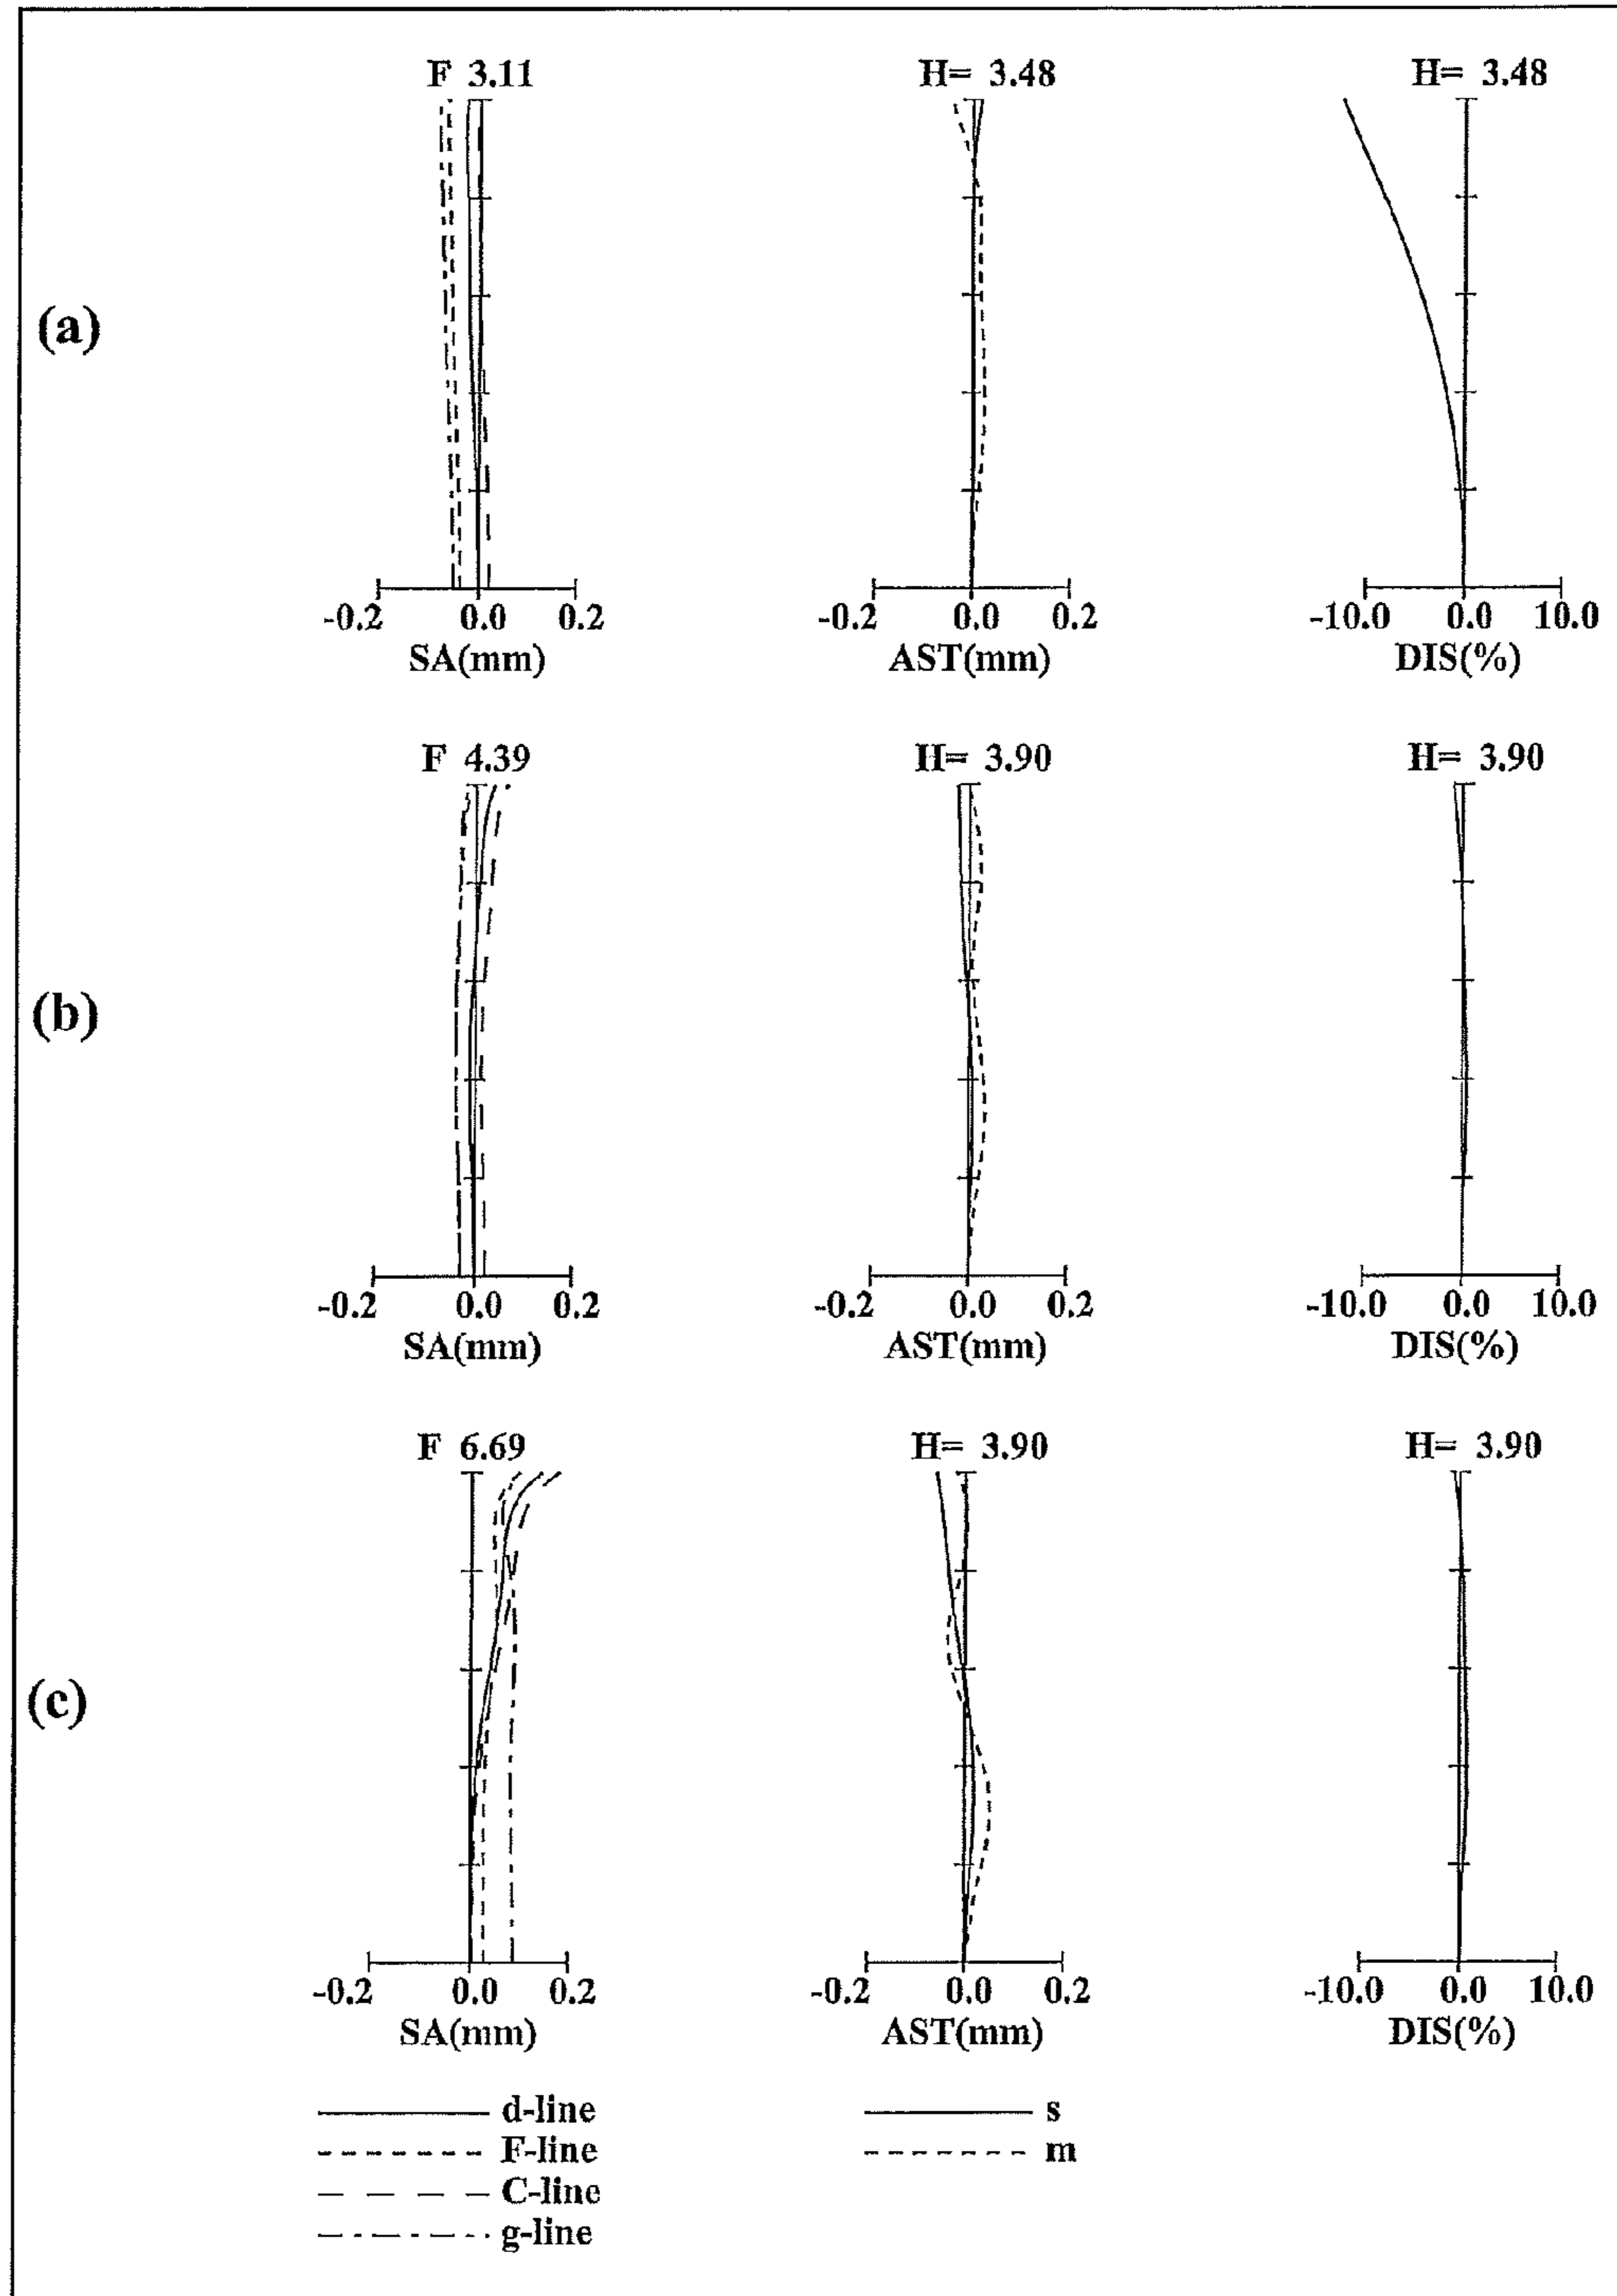 F 3.11 H= 3.48 H= 3.48
(a)
-0.2 0.0 0.2 -0.2 0.0 0.2 -10.0 0.0 10.0
SA(mm) AST(mm) DIS(%)
F 4.39 H= 3.90 H= 3.90
(b)
-0.2 0.0 0.2 -0.2 0.0 0.2 -10.0 0.0 10.0
SA(mm) AST(mm) DIS(%)
F 6.69 H= 3.90 H= 3.90
(c)
-0.2 0.0 0.2 -0.2 0.0 0.2 -10.0 0.0 10.0
SA(mm) AST(mm) DIS(%)
d-line s
F-line m
C-line
g-line